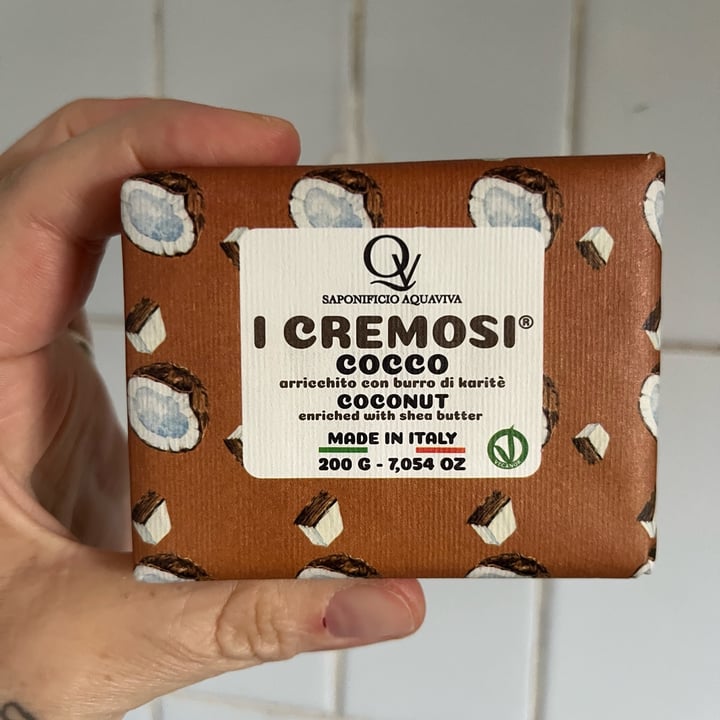 QV
SAPONIFICIO AQUAVIVA
I CREMOSI®
COCCO
arricchito con burro di karitè
COCONUT
enriched with shea butter
MADE IN ITALY
200 G - 7,054 OZ
VEGANOK